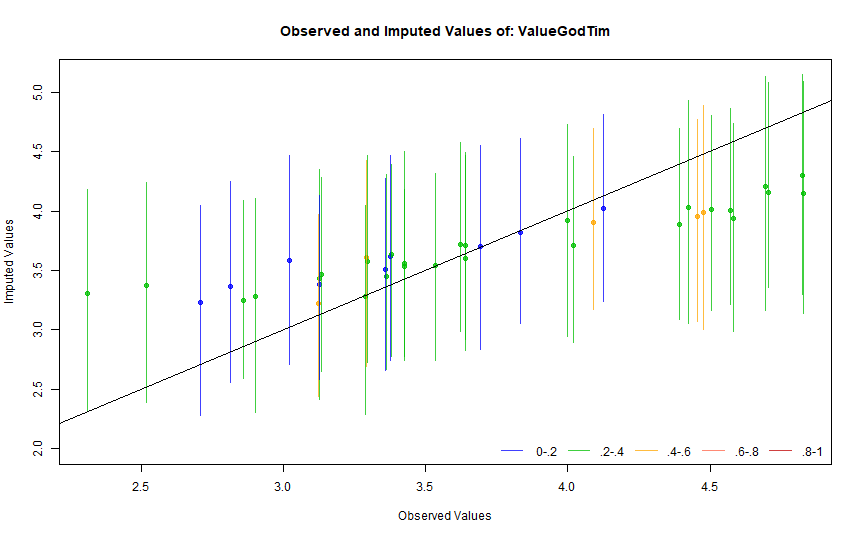 Observed and Imputed Values of: ValueGodTim
Imputed Values
5.0
4.5
4.0
3.5
3.0
2.5
2.0
0-.2 .2-.4 .4-.6 .6-.8 .8-1
2.5 3.0 3.5 4.0 4.5
Observed Values